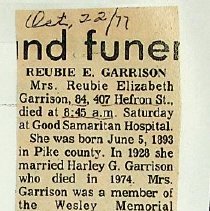 Oct, 22/77
nd funer
REUBIE E. GARRISON
Mrs. Reubie Elizabeth
Garrison, 84, 407 Hefron St.,
died at 8:45 a.m. Saturday
at Good Samaritan Hospital.
She was born June 5, 1893
in Pike county. In 1928 she
married Harley G. Garrison
who died in 1974. Mrs.
Garrison was a member of
the Wesley Memorial